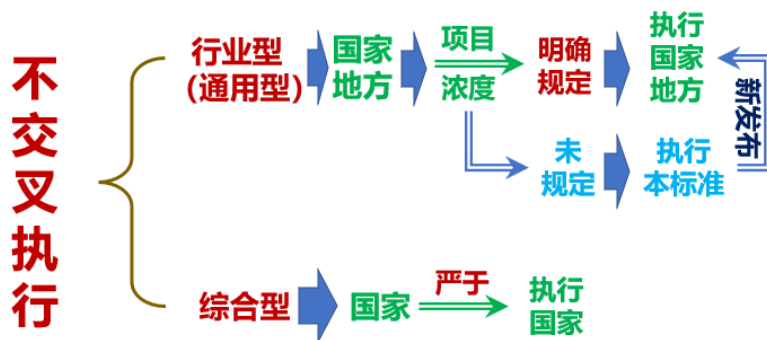 不交叉执行
行业型
（通用型）
国家
地方
项目
浓度
明确
规定
执行
国家
地方
未
规定
执行
本标准
新发布
综合型
国家
严于
执行
国家